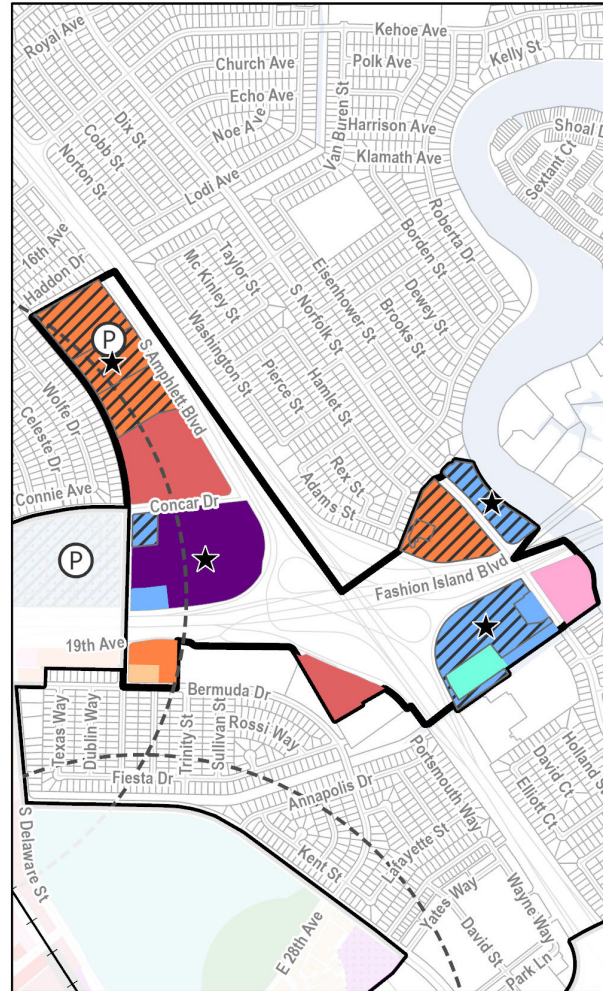 Royal Ave
Kehoe Ave
Kelly St
Church Ave
Polk Ave
Echo Ave
Noe Ave
Van Buren St
Harrison Ave
Klamath Ave
Shoal
Sextant Ct
Dix St
Cobb St
Norton St
Lodi Ave
Roberta Dr
Borden St
16th Ave
Haddon Dr
Taylor St
Mc Kinley St
Eisenhower St
Dewey St
Brooks St
S Norfolk St
Washington St
P
S Amphlett Blvd
Hamlet St
Pierce St
Wolfe Dr
Celeste Dr
Rex St
Adams St
Connie Ave
Concar Dr
P
Fashion Island Blvd
19th Ave
Bermuda Dr
Texas Way
Dublin Way
Trinity St
Sullivan St
Rossi Way
Fiesta Dr
Annapolis Dr
Portsmouth Way
Holland St
David Ct
Elliott Ct
S Delaware St
Lafayette St
Kent St
Yates Way
E 28th Ave
Wayne Way
David St
Park Ln